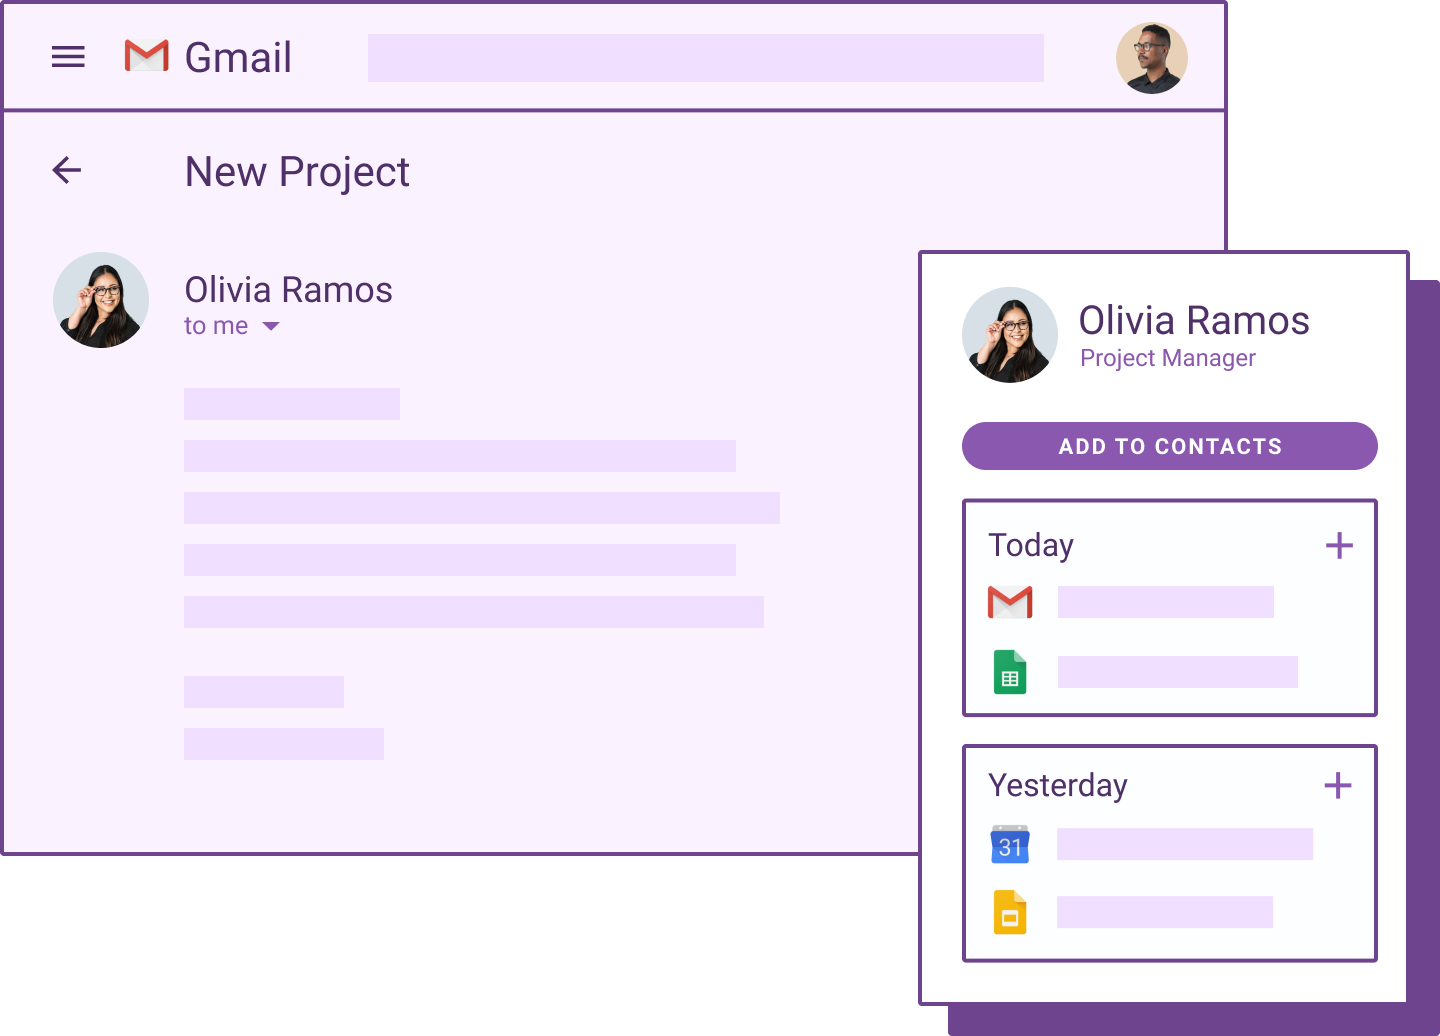 Gmail
New Project
Olivia Ramos
to me
Olivia Ramos
Project Manager
ADD TO CONTACTS
Today
Yesterday
31